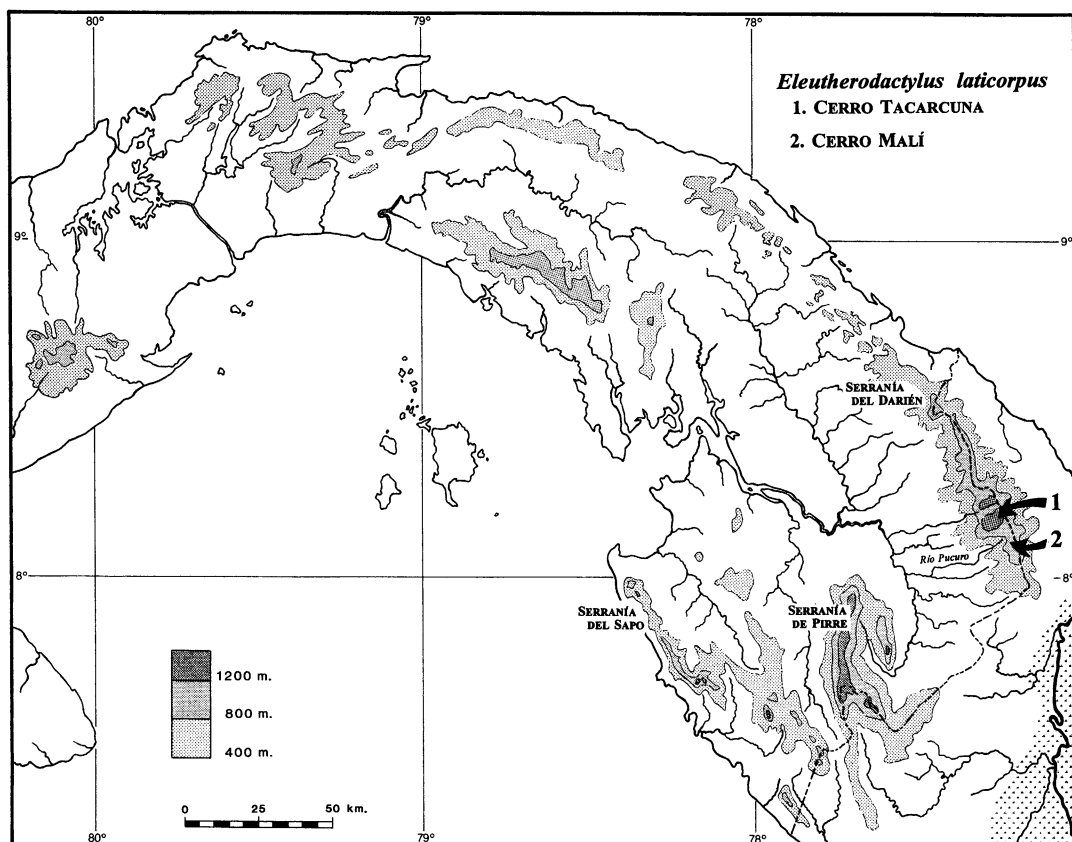 80°
79°
78°
Eleutherodactylus laticorpus
1. CERRO TACARCUNA
2. CERRO MALÍ
9°
9°
SERRANÍA
DEL DARIÉN
1
2
Río Pucuro
8°
8°
SERRANÍA
DEL SAPO
SERRANÍA
DE PIRRE
1200 m.
800 m.
400 m.
0 25 50 km.
80°
79°
78°